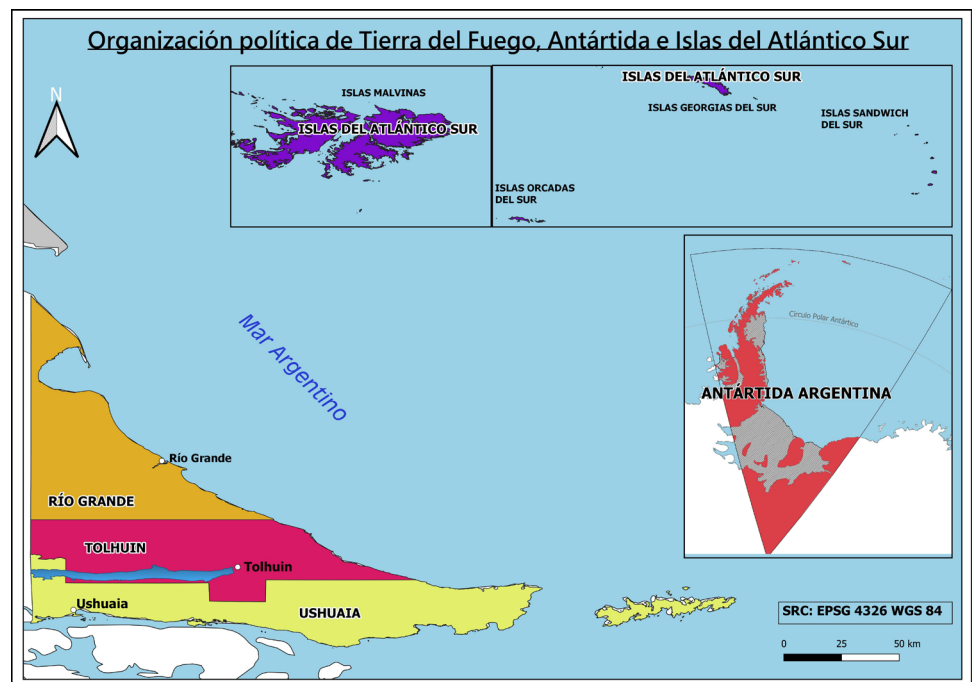 Organización política de Tierra del Fuego, Antártida e Islas del Atlántico Sur
N
ISLAS MALVINAS
ISLAS DEL ATLÁNTICO SUR
ISLAS DEL ATLÁNTICO SUR
ISLAS GEORGIAS DEL SUR
ISLAS SANDWICH
DEL SUR
ISLAS ORCADAS
DEL SUR
Círculo Polar Antártico
ANTÁRTIDA ARGENTINA
Mar Argentino
Río Grande
RÍO GRANDE
TOLHUIN
Tolhuin
Ushuaia
USHUAIA
SRC: EPSG 4326 WGS 84
0 25 50 km